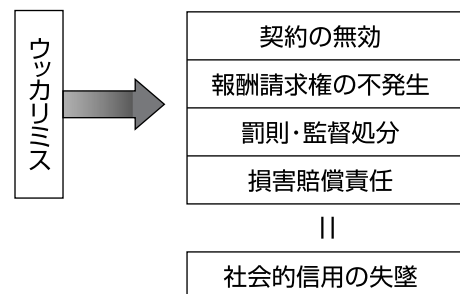 ウッカリミス
契約の無効
報酬請求権の不発生
罰則・監督処分
損害賠償責任
＝
社会的信用の失墜